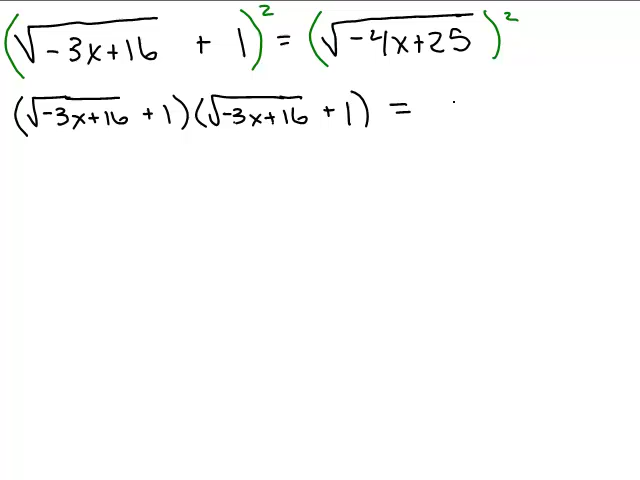 (√-3x+16 + 1)² = (√-4x+25)²
(√-3x+16 + 1)(√-3x+16 + 1) =